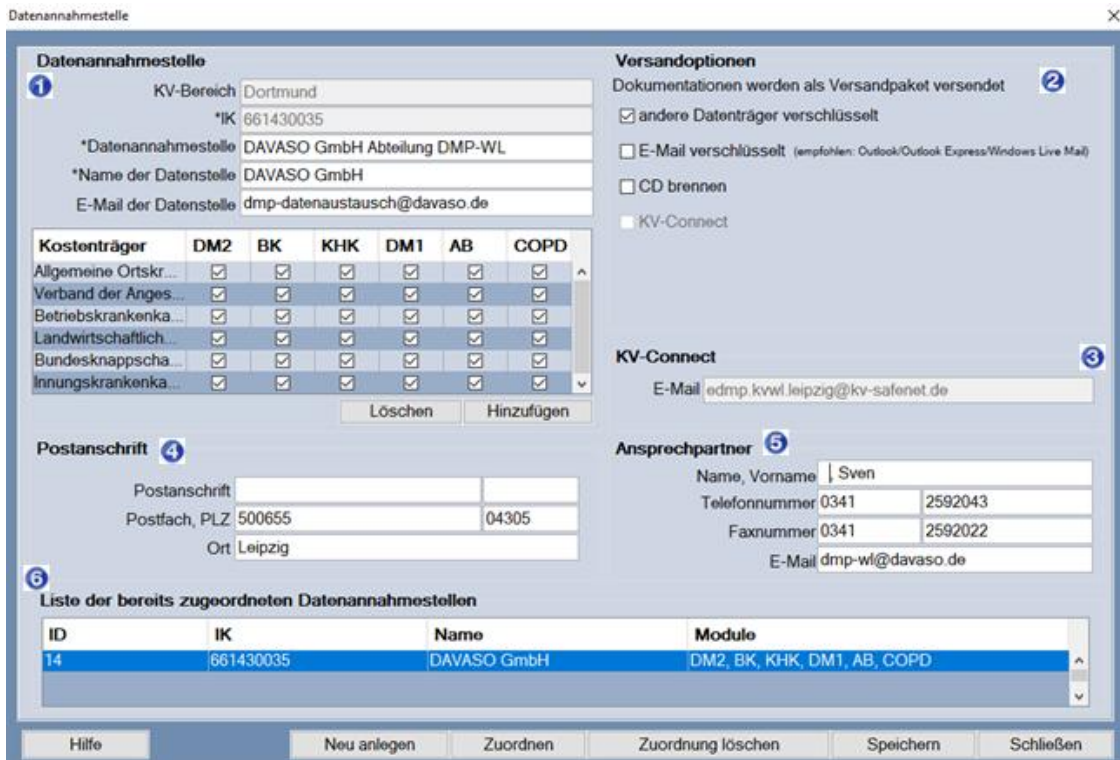 Datenannahmestelle
Datenannahmestelle
1
KV-Bereich Dortmund
*IK 661430035
*Datenannahmestelle DAVASO GmbH Abteilung DMP-WL
*Name der Datenstelle DAVASO GmbH
E-Mail der Datenstelle dmp-datenaustausch@davaso.de
Kostenträger DM2 BK KHK DM1 AB COPD
Allgemeine Ortskr...
Verband der Anges...
Betriebskrankenka...
Landwirtschaftlich...
Bundesknappscha...
Innungskrankenka...
Löschen Hinzufügen
Versandoptionen
Dokumentationen werden als Versandpaket versendet 2
andere Datenträger verschlüsselt
E-Mail verschlüsselt (empfohlen: Outlook/Outlook Express/Windows Live Mail)
CD brennen
KV-Connect
KV-Connect 3
E-Mail edmp.kvwl.leipzig@kv-safenet.de
Postanschrift 4
Postanschrift
Postfach, PLZ 500655 04305
Ort Leipzig
Ansprechpartner 5
Name, Vorname , Sven
Telefonnummer 0341 2592043
Faxnummer 0341 2592022
E-Mail dmp-wl@davaso.de
6
Liste der bereits zugeordneten Datenannahmestellen
ID IK Name Module
14 661430035 DAVASO GmbH DM2, BK, KHK, DM1, AB, COPD
Hilfe Neu anlegen Zuordnen Zuordnung löschen Speichern Schließen